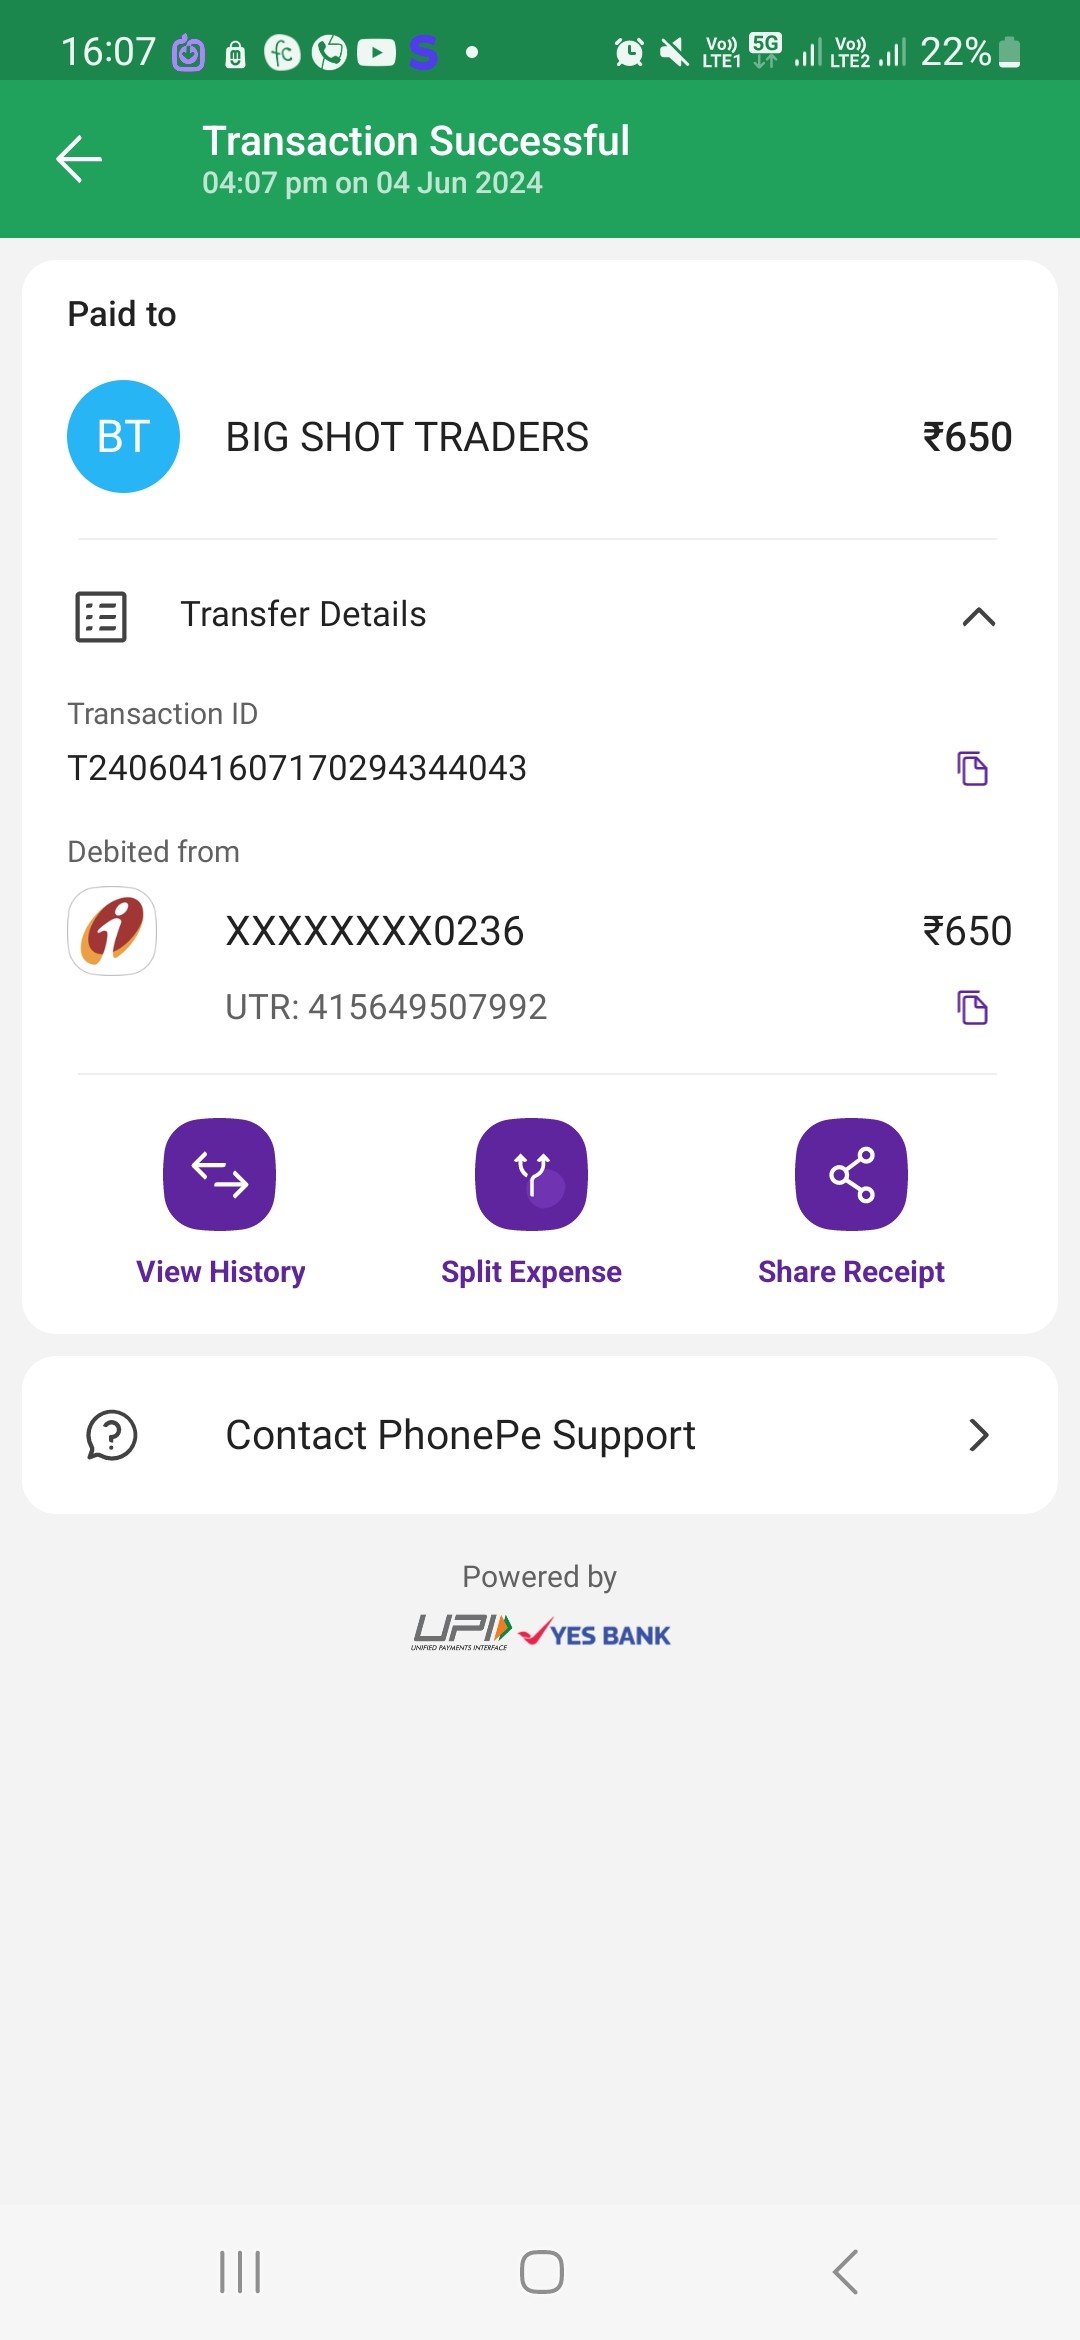 16:07 Vo)) LTE1 5G Vo)) LTE2 22%
Transaction Successful
04:07 pm on 04 Jun 2024
Paid to
BT BIG SHOT TRADERS ₹650
Transfer Details
Transaction ID
T2406041607170294344043
Debited from
XXXXXXXX0236 ₹650
UTR: 415649507992
View History Split Expense Share Receipt
Contact PhonePe Support
Powered by
UPI YES BANK
UNIFIED PAYMENTS INTERFACE